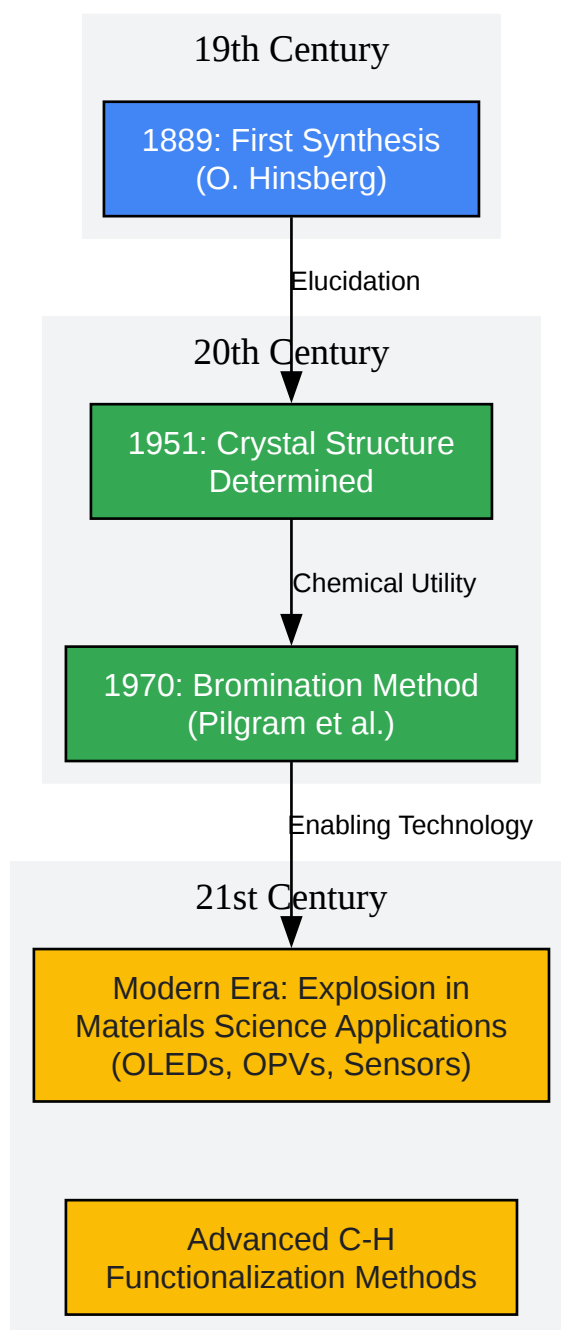 19th Century
1889: First Synthesis
(O. Hinsberg)
Elucidation
20th Century
1951: Crystal Structure
Determined
Chemical Utility
1970: Bromination Method
(Pilgram et al.)
Enabling Technology
21st Century
Modern Era: Explosion in
Materials Science Applications
(OLEDs, OPVs, Sensors)
Advanced C-H
Functionalization Methods